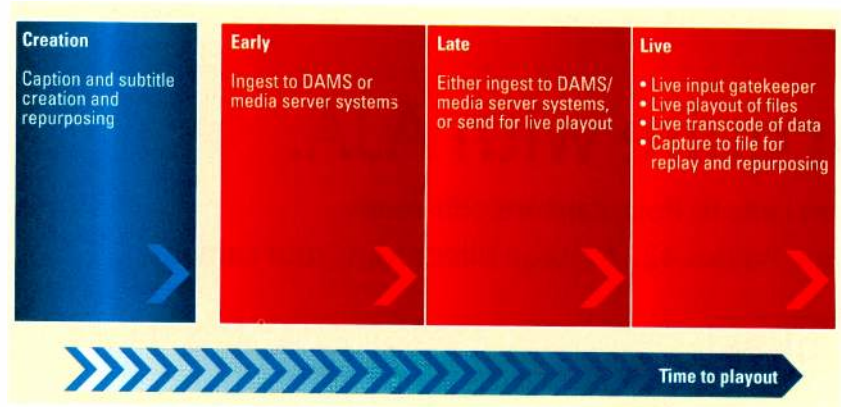 Creation
Caption and subtitle
creation and
repurposing
Early
Ingest to DAMS or
media server systems
Late
Either ingest to DAMS/
media server systems,
or send for live playout
Live
• Live input gatekeeper
• Live playout of files
• Live transcode of data
• Capture to file for
replay and repurposing
Time to playout